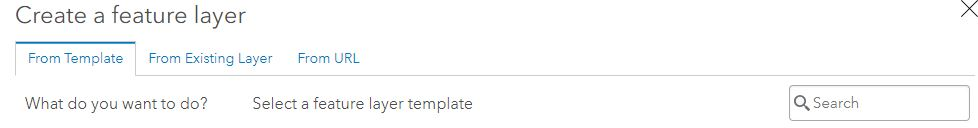 Create a feature layer
From Template From Existing Layer From URL
What do you want to do? Select a feature layer template Search